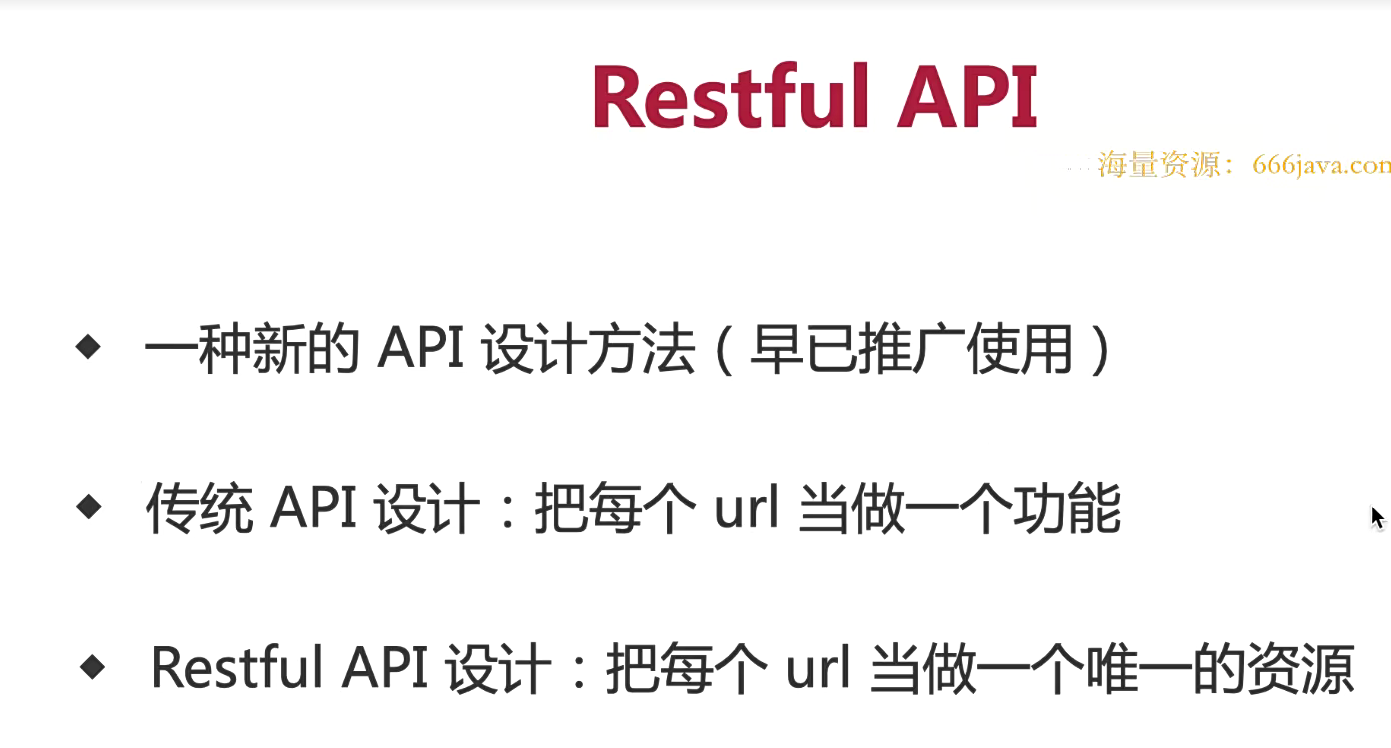 Restful API
海量资源：666java.com
◆ 一种新的 API 设计方法（早已推广使用）
◆ 传统 API 设计：把每个 url 当做一个功能
◆ Restful API 设计：把每个 url 当做一个唯一的资源